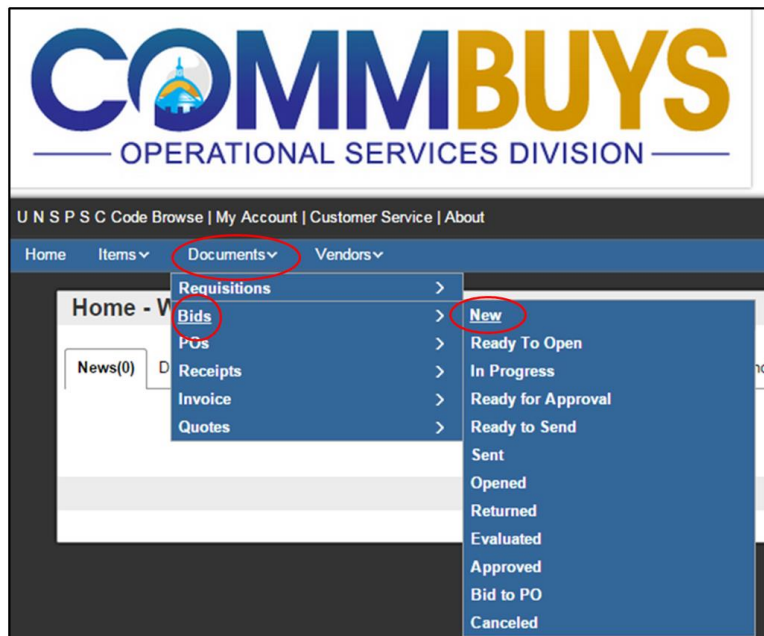 COMMBUYS
OPERATIONAL SERVICES DIVISION
U N S P S C Code Browse | My Account | Customer Service | About
Home Items Documents Vendors
Requisitions
Home -
Bids
New
POs
Ready To Open
News(0)
Receipts
In Progress
Invoice
Ready for Approval
Quotes
Ready to Send
Sent
Opened
Returned
Evaluated
Approved
Bid to PO
Canceled